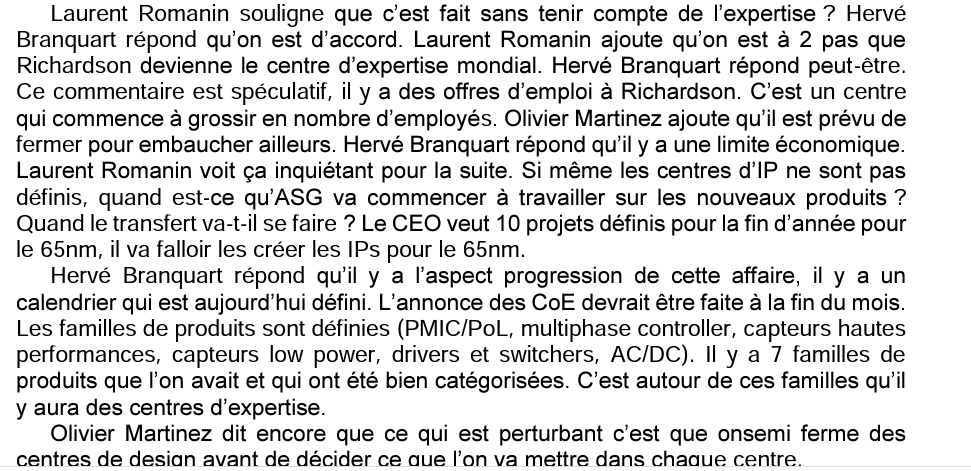 Laurent Romanin souligne que c’est fait sans tenir compte de l’expertise ? Hervé
Branquart répond qu’on est d’accord. Laurent Romanin ajoute qu’on est à 2 pas que
Richardson devienne le centre d’expertise mondial. Hervé Branquart répond peut-être.
Ce commentaire est spéculatif, il y a des offres d’emploi à Richardson. C’est un centre
qui commence à grossir en nombre d’employés. Olivier Martinez ajoute qu’il est prévu de
fermer pour embaucher ailleurs. Hervé Branquart répond qu’il y a une limite économique.
Laurent Romanin voit ça inquiétant pour la suite. Si même les centres d’IP ne sont pas
définis, quand est-ce qu’ASG va commencer à travailler sur les nouveaux produits ?
Quand le transfert va-t-il se faire ? Le CEO veut 10 projets définis pour la fin d’année pour
le 65nm, il va falloir les créer les IPs pour le 65nm.
Hervé Branquart répond qu’il y a l’aspect progression de cette affaire, il y a un
calendrier qui est aujourd’hui défini. L’annonce des CoE devrait être faite à la fin du mois.
Les familles de produits sont définies (PMIC/PoL, multiphase controller, capteurs hautes
performances, capteurs low power, drivers et switchers, AC/DC). Il y a 7 familles de
produits que l’on avait et qui ont été bien catégorisées. C’est autour de ces familles qu’il
y aura des centres d’expertise.
Olivier Martinez dit encore que ce qui est perturbant c’est que onsemi ferme des
centres de design avant de décider ce que l’on va mettre dans chaque centre.